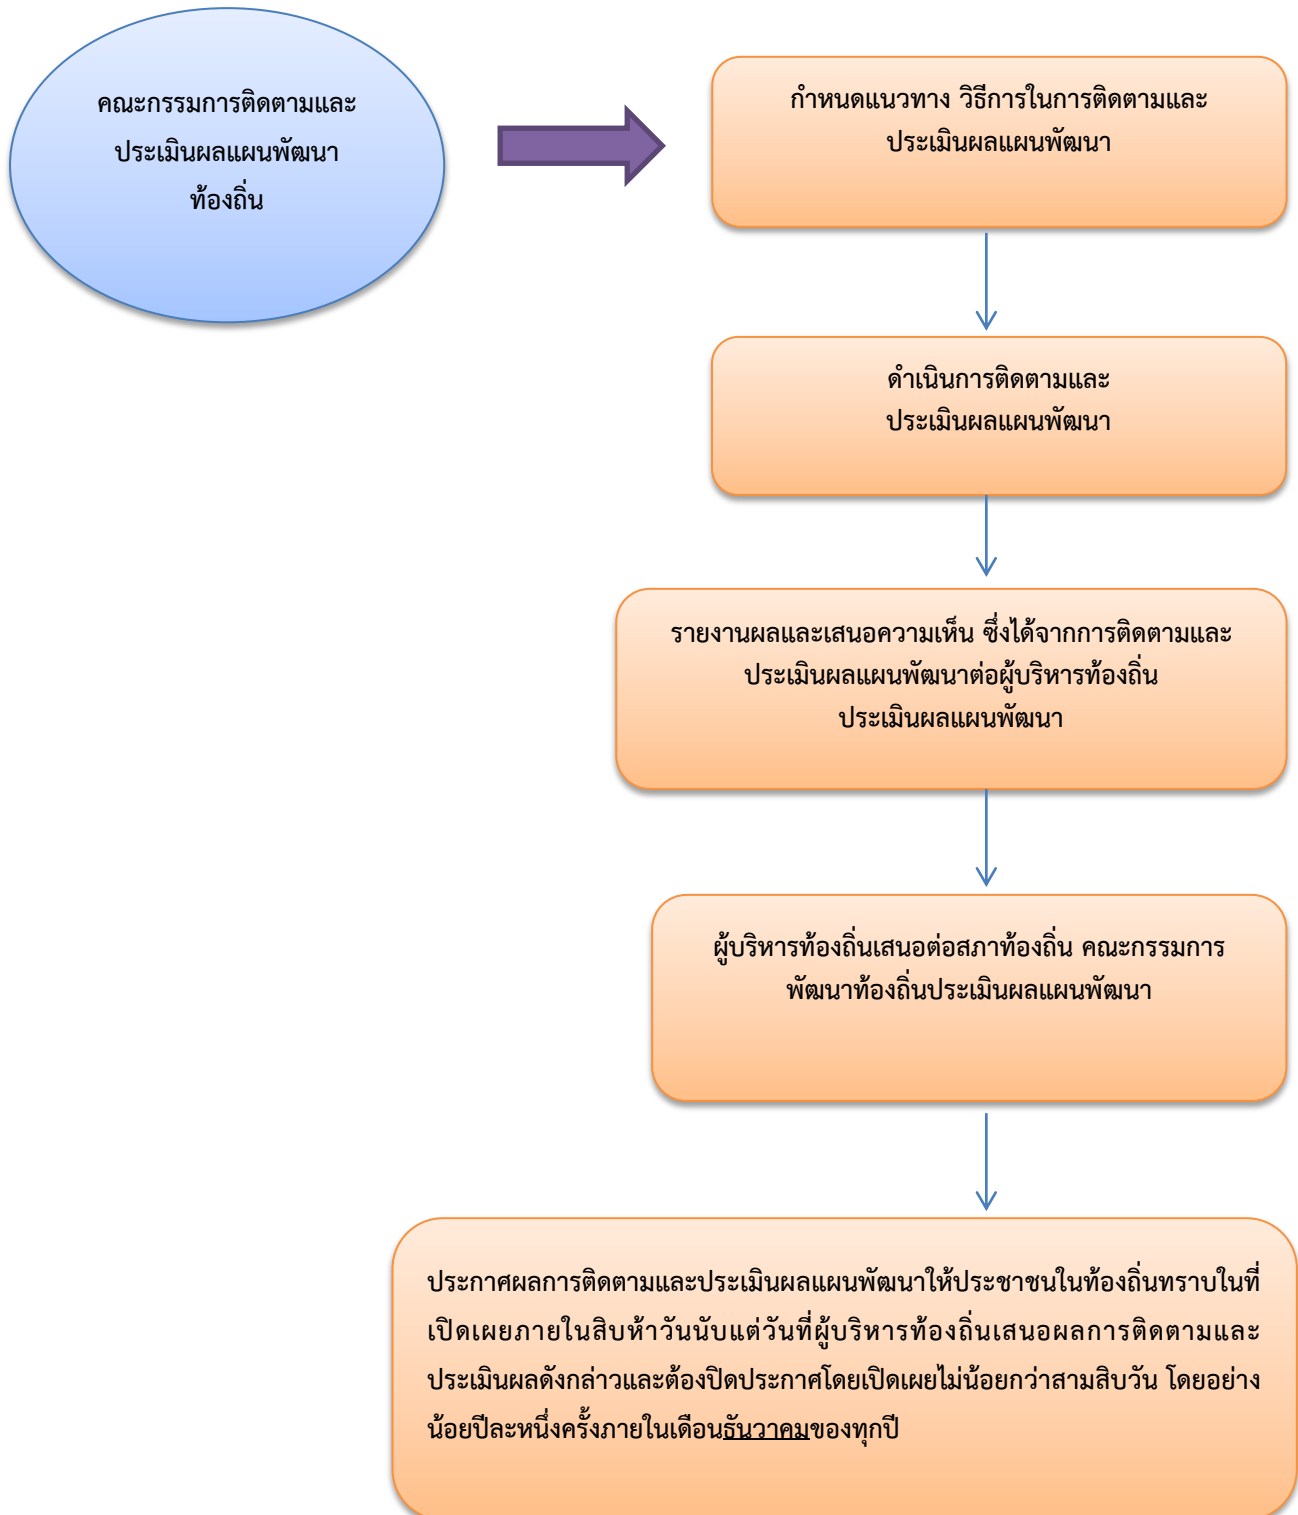 คณะกรรมการติดตามและ
ประเมินผลแผนพัฒนา
ท้องถิ่น
กำหนดแนวทาง วิธีการในการติดตามและ
ประเมินผลแผนพัฒนา
ดำเนินการติดตามและ
ประเมินผลแผนพัฒนา
รายงานผลและเสนอความเห็น ซึ่งได้จากการติดตามและ
ประเมินผลแผนพัฒนาต่อผู้บริหารท้องถิ่น
ประเมินผลแผนพัฒนา
ผู้บริหารท้องถิ่นเสนอต่อสภาท้องถิ่น คณะกรรมการ
พัฒนาท้องถิ่นประเมินผลแผนพัฒนา
ประกาศผลการติดตามและประเมินผลแผนพัฒนาให้ประชาชนในท้องถิ่นทราบในที่
เปิดเผยภายในสิบห้าวันนับแต่วันที่ผู้บริหารท้องถิ่นเสนอผลการติดตามและ
ประเมินผลดังกล่าวและต้องปิดประกาศโดยเปิดเผยไม่น้อยกว่าสามสิบวัน โดยอย่าง
น้อยปีละหนึ่งครั้งภายในเดือนธันวาคมของทุกปี